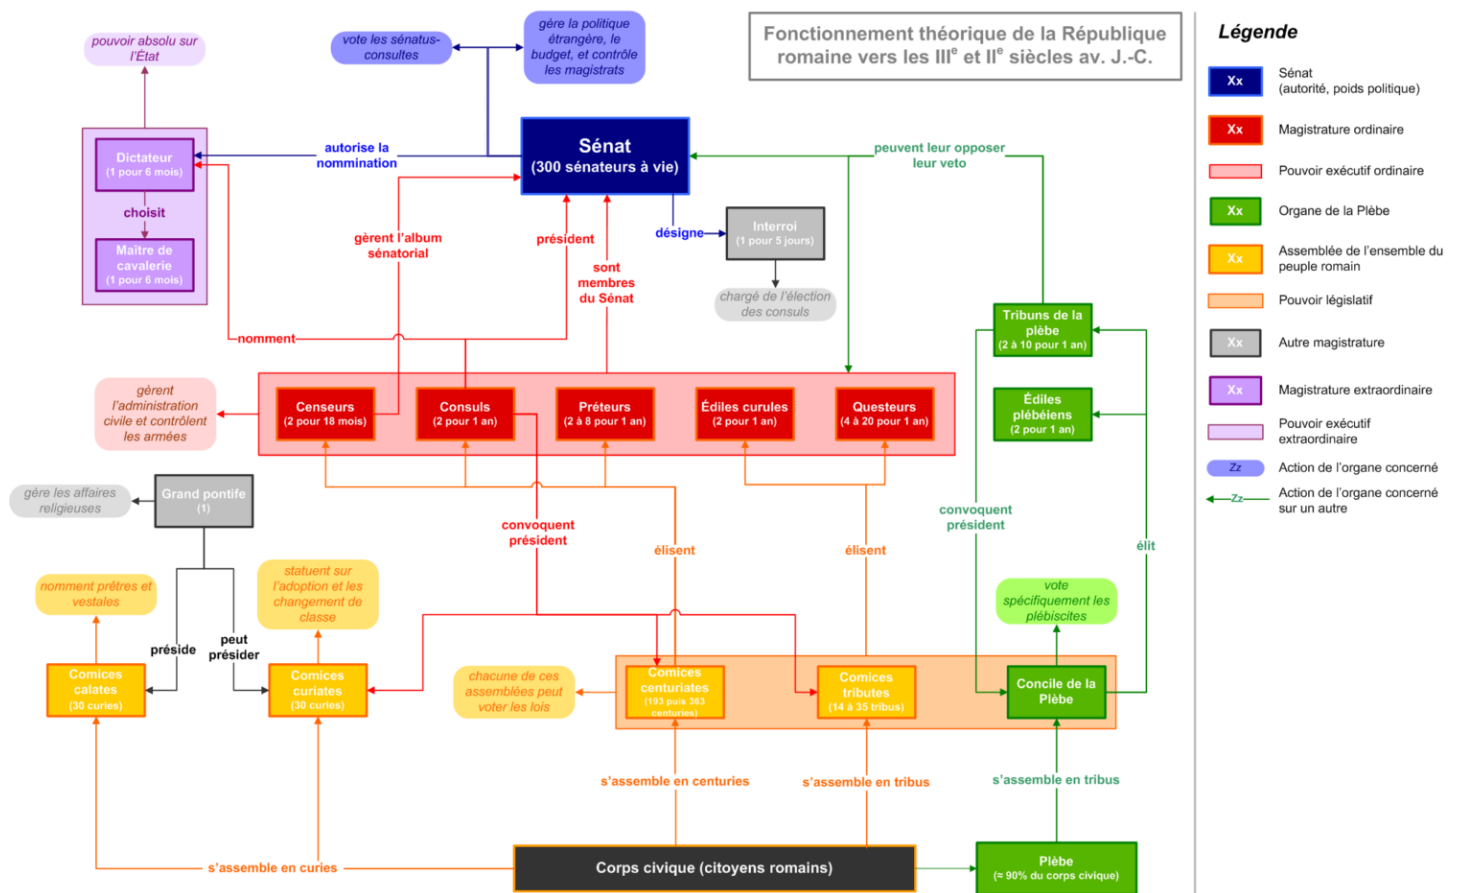 Fonctionnement théorique de la République
romaine vers les IIIe et IIe siècles av. J.-C.
pouvoir absolu sur
l'État
vote les sénatus-
consultes
gère la politique
étrangère, le
budget, et contrôle
les magistrats
Dictateur
(1 pour 6 mois)
choisit
Maître de
cavalerie
(1 pour 6 mois)
autorise la
nommination
Sénat
(300 sénateurs à vie)
peuvent leur opposer
leur veto
gèrent l'album
sénatorial
président
sont
membres
du Sénat
désigne
Interroi
(1 pour 5 jours)
chargé de l'élection
des consuls
nomment
Tribuns de la
plèbe
(2 à 10 pour 1 an)
gèrent
l'administration
civile et contrôlent
les armées
Censeurs
(2 pour 18 mois)
Consuls
(2 pour 1 an)
Préteurs
(2 à 8 pour 1 an)
Édiles curules
(2 pour 1 an)
Questeurs
(4 à 20 pour 1 an)
Édiles
plébéiens
(2 pour 1 an)
gère les affaires
religieuses
Grand pontife
(1)
convoquent
président
élisent
élisent
convoquent
président
élit
nomment prêtres et
vestales
statuent sur
l'adoption et les
changement de
classe
vote
spécifiquement les
plébiscites
préside
peut
présider
Comices
calates
(30 curies)
Comices
curiates
(30 curies)
chacune de ces
assemblées peut
voter les lois
Comices
centuriates
(193 puis 363
centuries)
Comices
tributes
(14 à 35 tribus)
Concile de la
Plèbe
s'assemble en centuries
s'assemble en tribus
s'assemble en tribus
s'assemble en curies
Corps civique (citoyens romains)
Plèbe
(≈ 90% du corps civique)
Légende
Xx
Sénat
(autorité, poids politique)
Xx
Magistrature ordinaire
Pouvoir exécutif ordinaire
Xx
Organe de la Plèbe
Xx
Assemblée de l'ensemble du
peuple romain
Pouvoir législatif
Xx
Autre magistrature
Xx
Magistrature extraordinaire
Pouvoir exécutif
extraordinaire
Zz
Action de l'organe concerné
Zz
Action de l'organe concerné
sur un autre